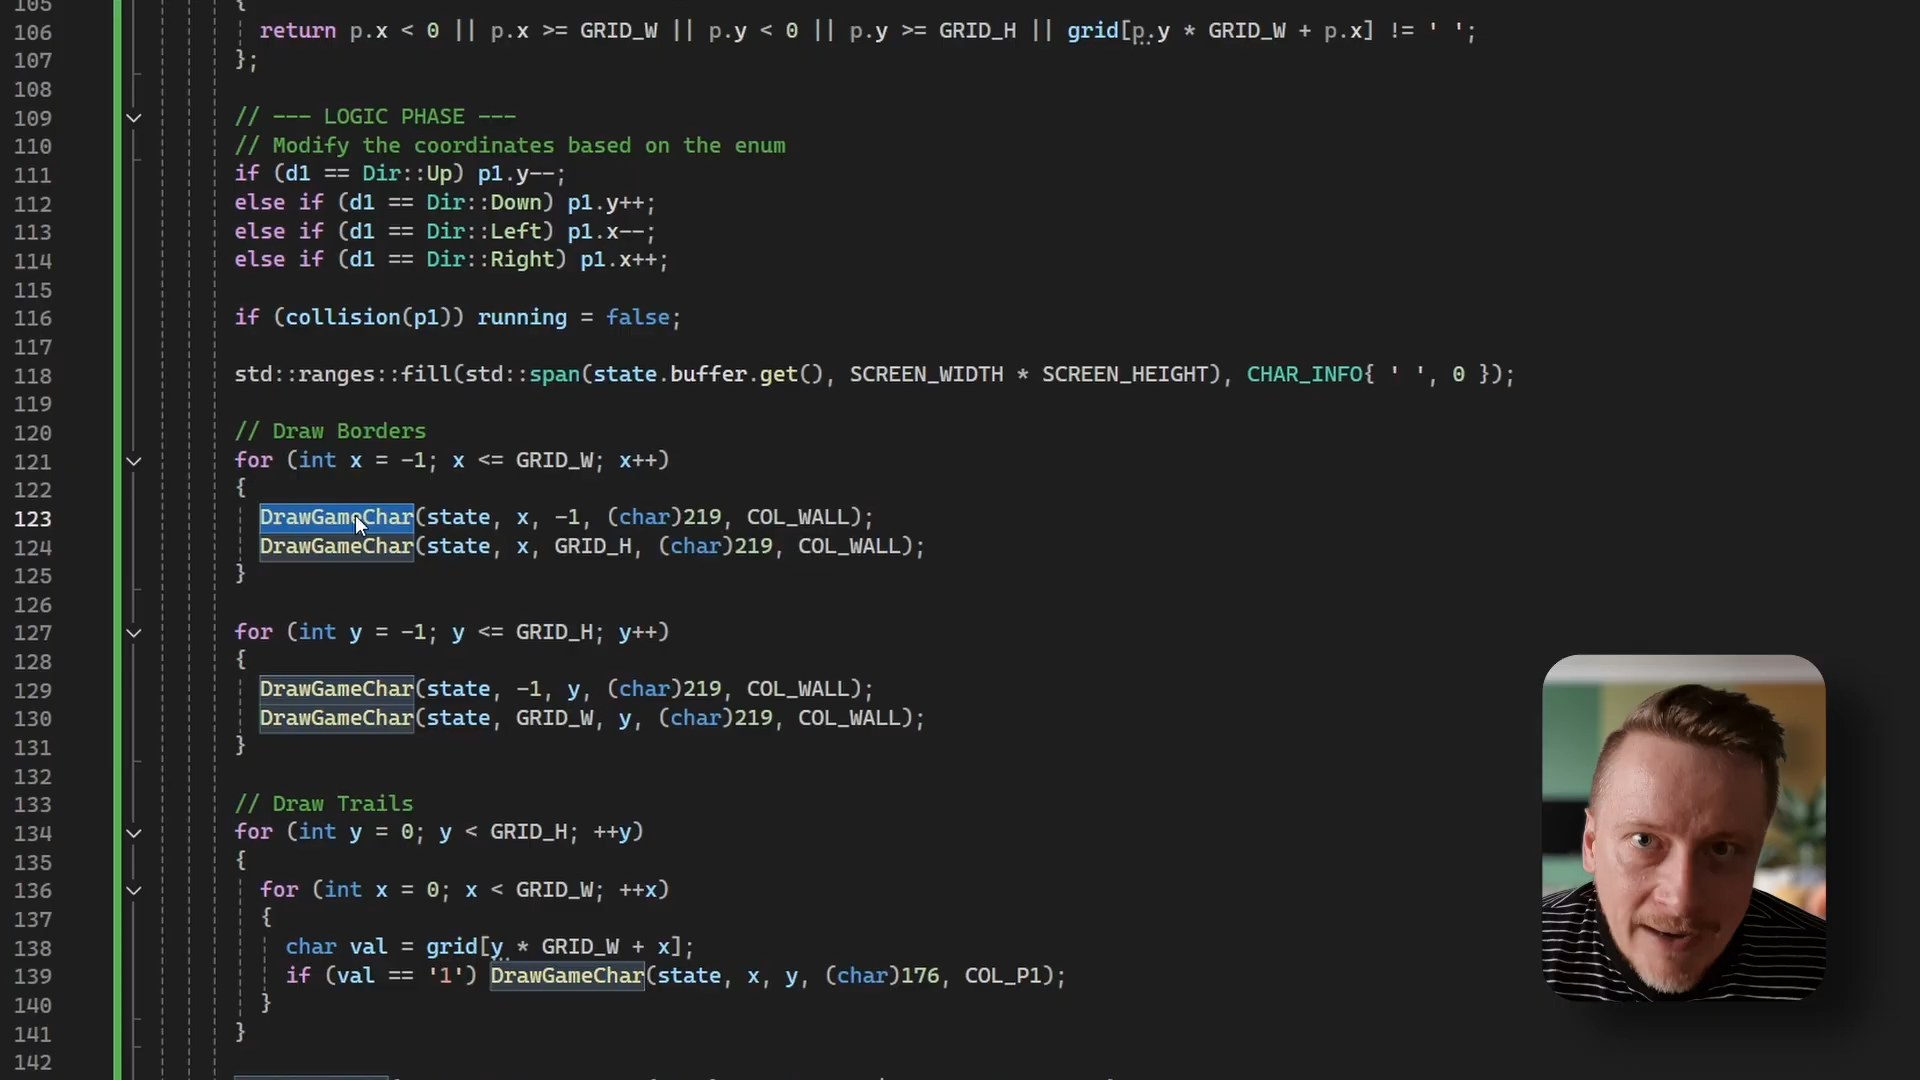 105 {
106 return p.x < 0 || p.x >= GRID_W || p.y < 0 || p.y >= GRID_H || grid[p.y * GRID_W + p.x] != ' ';
107 };
108
109 // --- LOGIC PHASE ---
110 // Modify the coordinates based on the enum
111 if (d1 == Dir::Up) p1.y--;
112 else if (d1 == Dir::Down) p1.y++;
113 else if (d1 == Dir::Left) p1.x--;
114 else if (d1 == Dir::Right) p1.x++;
115
116 if (collision(p1)) running = false;
117
118 std::ranges::fill(std::span(state.buffer.get(), SCREEN_WIDTH * SCREEN_HEIGHT), CHAR_INFO{ ' ', 0 });
119
120 // Draw Borders
121 for (int x = -1; x <= GRID_W; x++)
122 {
123 DrawGameChar(state, x, -1, (char)219, COL_WALL);
124 DrawGameChar(state, x, GRID_H, (char)219, COL_WALL);
125 }
126
127 for (int y = -1; y <= GRID_H; y++)
128 {
129 DrawGameChar(state, -1, y, (char)219, COL_WALL);
130 DrawGameChar(state, GRID_W, y, (char)219, COL_WALL);
131 }
132
133 // Draw Trails
134 for (int y = 0; y < GRID_H; ++y)
135 {
136 for (int x = 0; x < GRID_W; ++x)
137 {
138 char val = grid[y * GRID_W + x];
139 if (val == '1') DrawGameChar(state, x, y, (char)176, COL_P1);
140 }
141 }
142